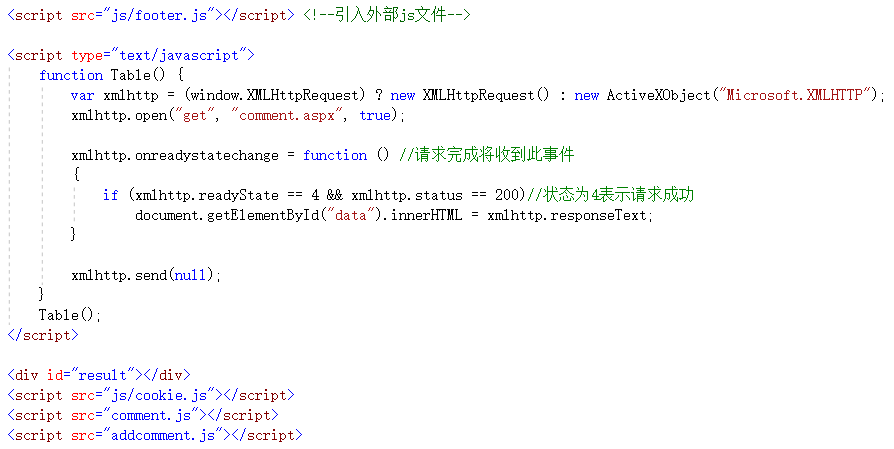 <script src="js/footer.js"></script> <!--引入外部js文件-->
<script type="text/javascript">
function Table() {
var xmlhttp = (window.XMLHttpRequest) ? new XMLHttpRequest() : new ActiveXObject("Microsoft.XMLHTTP");
xmlhttp.open("get", "comment.aspx", true);
xmlhttp.onreadystatechange = function () //请求完成将收到此事件
{
if (xmlhttp.readyState == 4 && xmlhttp.status == 200)//状态为4表示请求成功
document.getElementById("data").innerHTML = xmlhttp.responseText;
}
xmlhttp.send(null);
}
Table();
</script>
<div id="result"></div>
<script src="js/cookie.js"></script>
<script src="comment.js"></script>
<script src="addcomment.js"></script>